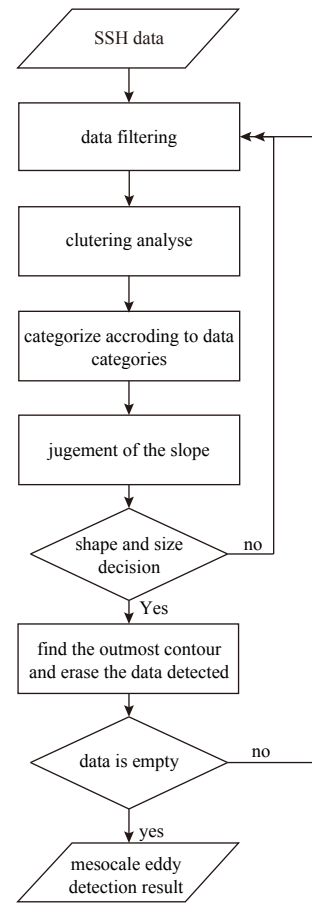 SSH data
data filtering
clutering analyse
categorize accroding to data
categories
jugement of the slope
shape and size
decision
no
Yes
find the outmost contour
and erase the data detected
data is empty
no
yes
mesocale eddy
detection result